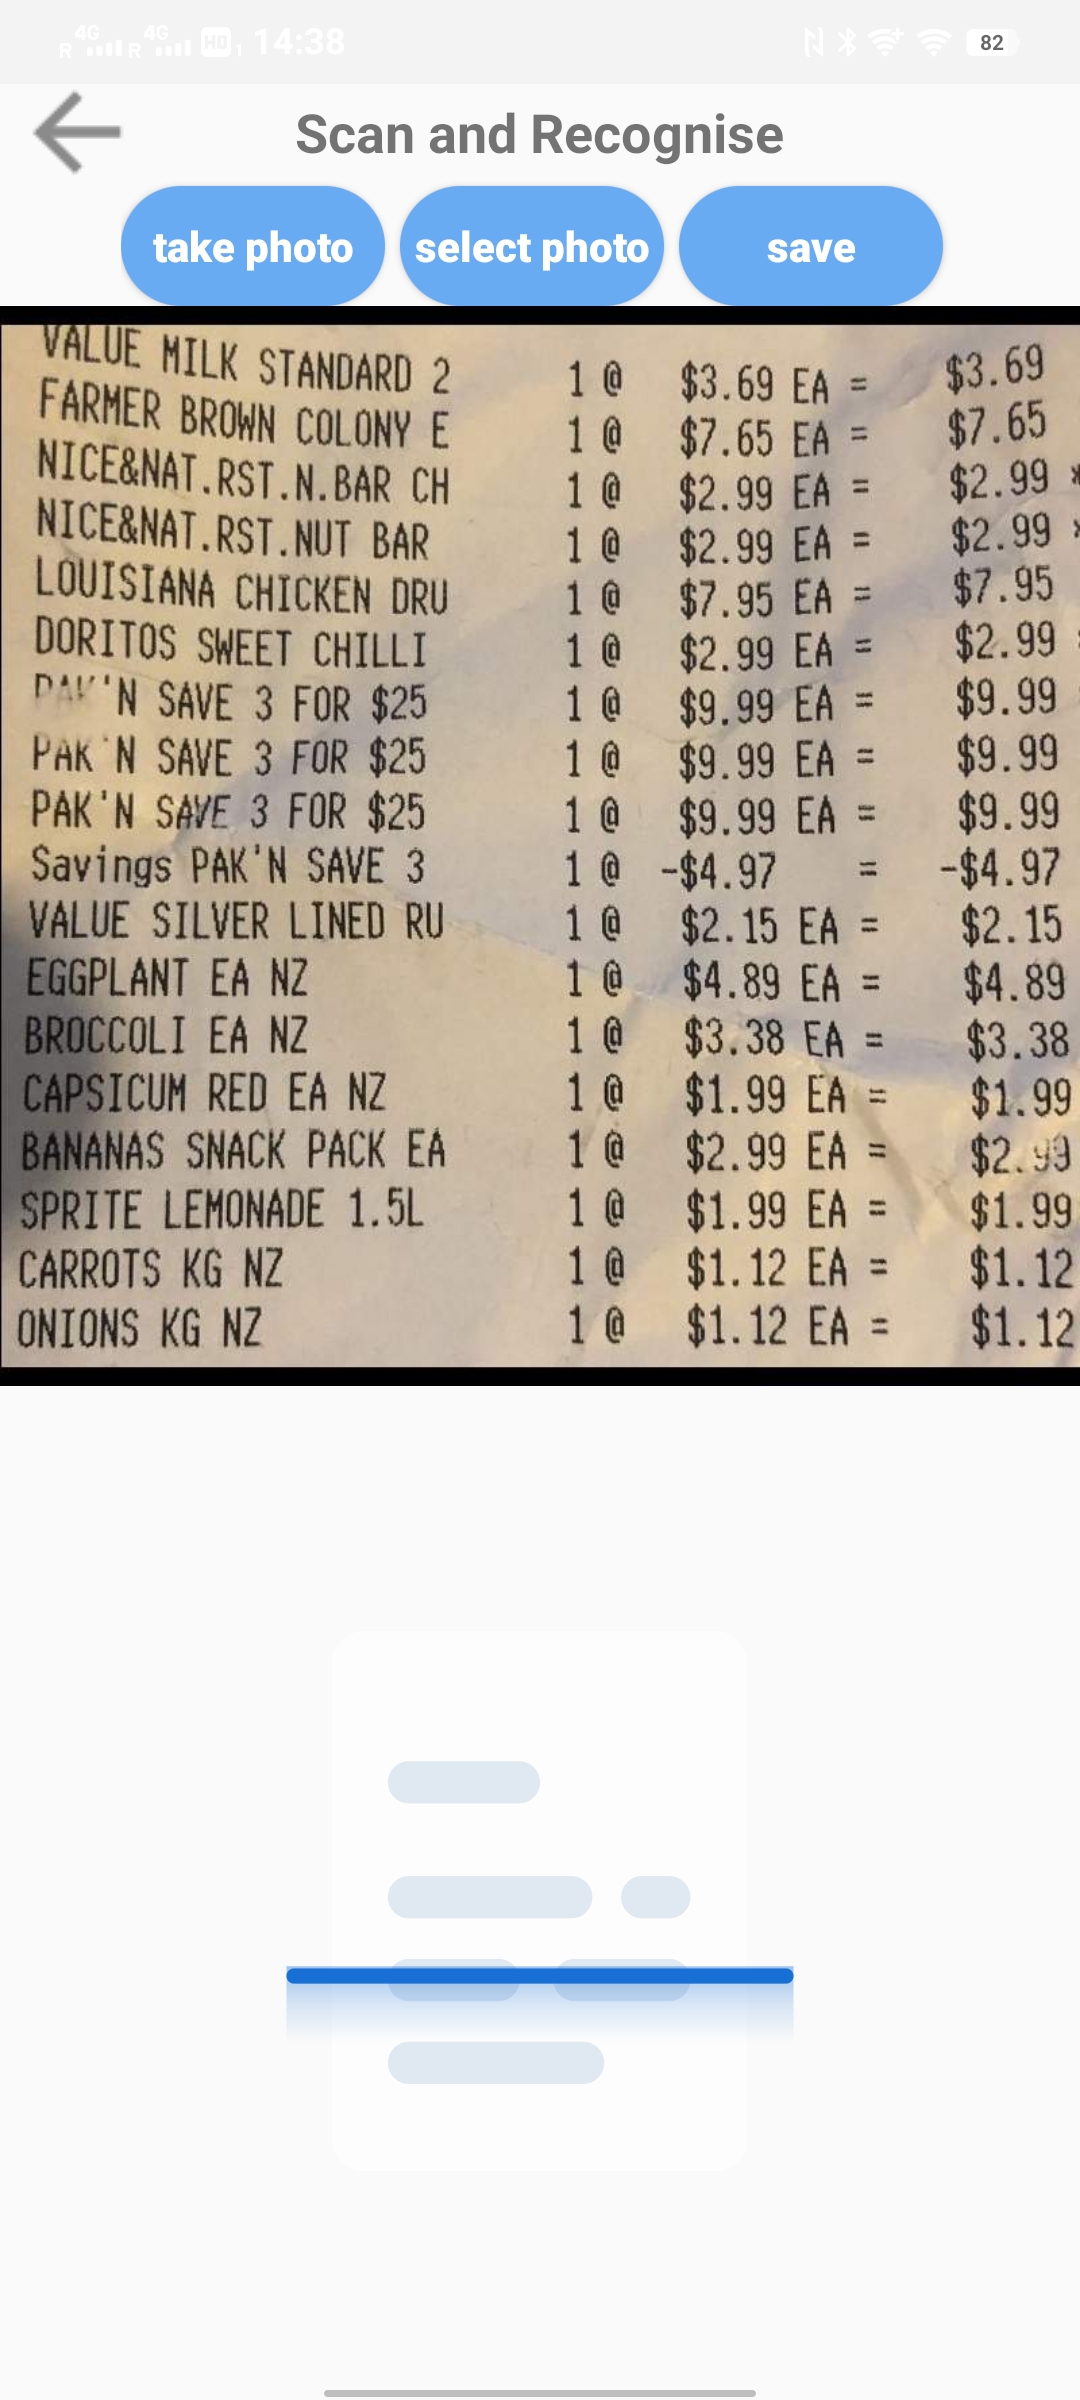 4G 4G HD 1 14:38 82
R R
Scan and Recognise
take photo select photo save
VALUE MILK STANDARD 2 1 @ $3.69 EA = $3.69
FARMER BROWN COLONY E 1 @ $7.65 EA = $7.65
NICE&NAT.RST.N.BAR CH 1 @ $2.99 EA = $2.99 *
NICE&NAT.RST.NUT BAR 1 @ $2.99 EA = $2.99 *
LOUISIANA CHICKEN DRU 1 @ $7.95 EA = $7.95
DORITOS SWEET CHILLI 1 @ $2.99 EA = $2.99
PAK'N SAVE 3 FOR $25 1 @ $9.99 EA = $9.99
PAK'N SAVE 3 FOR $25 1 @ $9.99 EA = $9.99
PAK'N SAVE 3 FOR $25 1 @ $9.99 EA = $9.99
Savings PAK'N SAVE 3 1 @ -$4.97 = -$4.97
VALUE SILVER LINED RU 1 @ $2.15 EA = $2.15
EGGPLANT EA NZ 1 @ $4.89 EA = $4.89
BROCCOLI EA NZ 1 @ $3.38 EA = $3.38
CAPSICUM RED EA NZ 1 @ $1.99 EA = $1.99
BANANAS SNACK PACK EA 1 @ $2.99 EA = $2.99
SPRITE LEMONADE 1.5L 1 @ $1.99 EA = $1.99
CARROTS KG NZ 1 @ $1.12 EA = $1.12
ONIONS KG NZ 1 @ $1.12 EA = $1.12